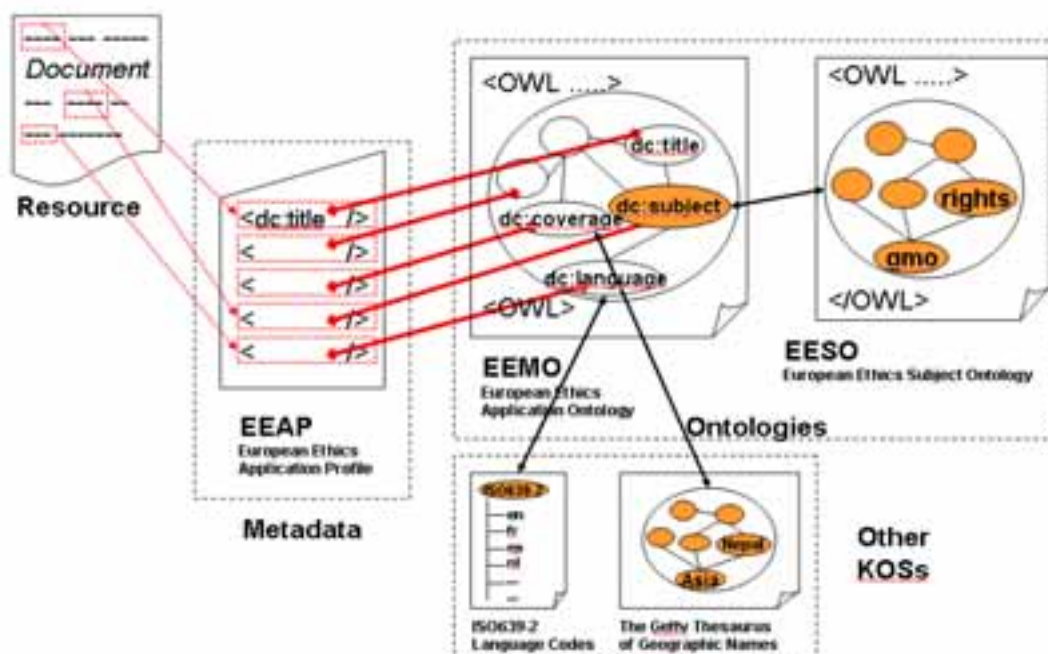 Document
Resource
<dc:title />
< />
< />
< />
< />
EEAP
European Ethics
Application Profile
Metadata
<OWL .....>
dc:title
dc:subject
dc:coverage
dc:language
<OWL>
EEMO
European Ethics
Application Ontology
<OWL .....>
rights
gmo
</OWL>
EESO
European Ethics Subject Ontology
Ontologies
ISO639-2
en
fr
nl
...
...
ISO639-2
Language Codes
Nepal
Asia
The Getty Thesaurus
of Geographic Names
Other
KOSs